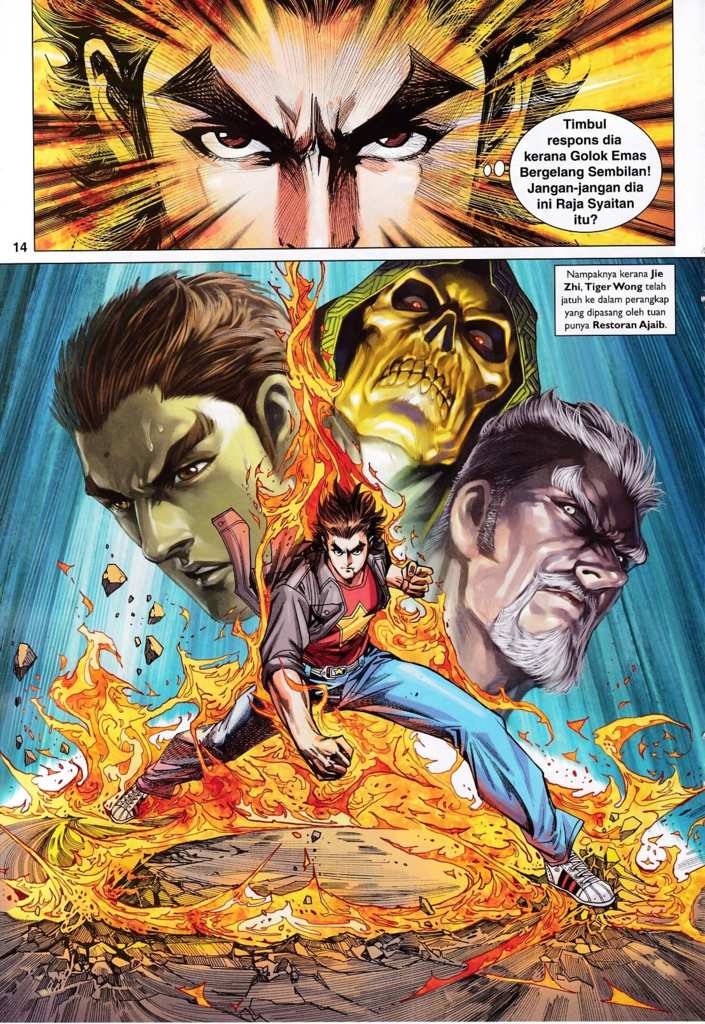 Timbul
respons dia
kerana Golok Emas
Bergelang Sembilan!
Jangan-jangan dia
ini Raja Syaitan
itu?
14
Nampaknya kerana Jie
Zhi, Tiger Wong telah
jatuh ke dalam perangkap
yang dipasang oleh tuan
punya Restoran Ajaib.